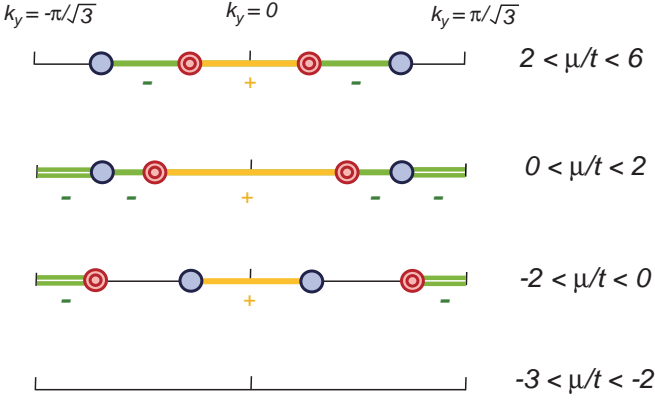 k_y = -π/√3
k_y = 0
k_y = π/√3
2 < μ/t < 6
- + -
0 < μ/t < 2
- - + - -
-2 < μ/t < 0
- + -
-3 < μ/t < -2